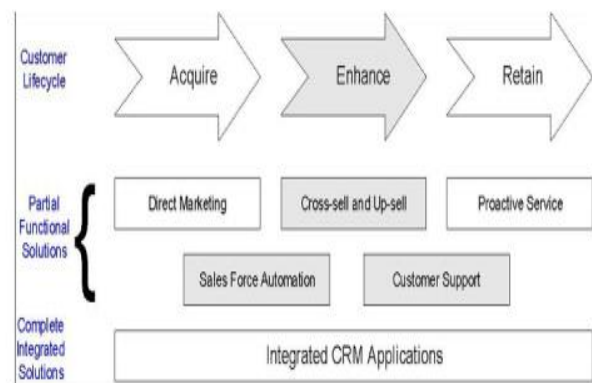 Customer
Lifecycle
Acquire
Enhance
Retain
Partial
Functional
Solutions
Direct Marketing
Cross-sell and Up-sell
Proactive Service
Sales Force Automation
Customer Support
Complete
Integrated
Solutions
Integrated CRM Applications